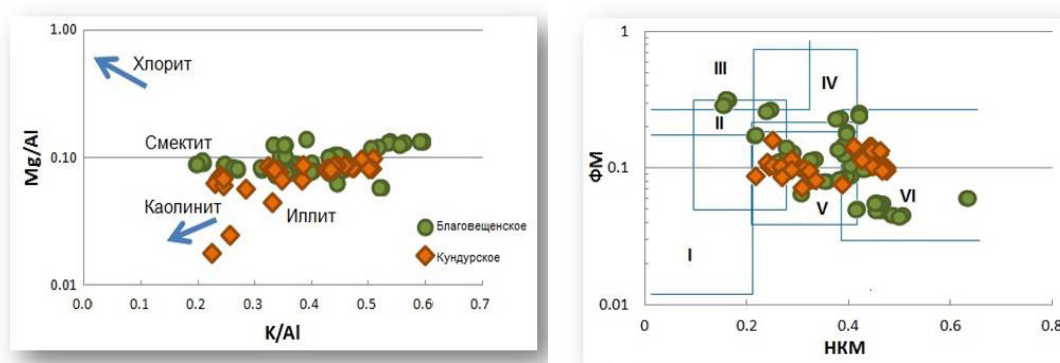 1.00
Хлорит
Mg/Al
Смектит
0.10
Каолинит
Иллит
Благовещенское
Кундурское
0.01
0.0 0.1 0.2 0.3 0.4 0.5 0.6 0.7
K/Al
1
III
IV
II
ФМ
0.1
V
VI
I
0.01
0 0.2 0.4 0.6 0.8
НКМ